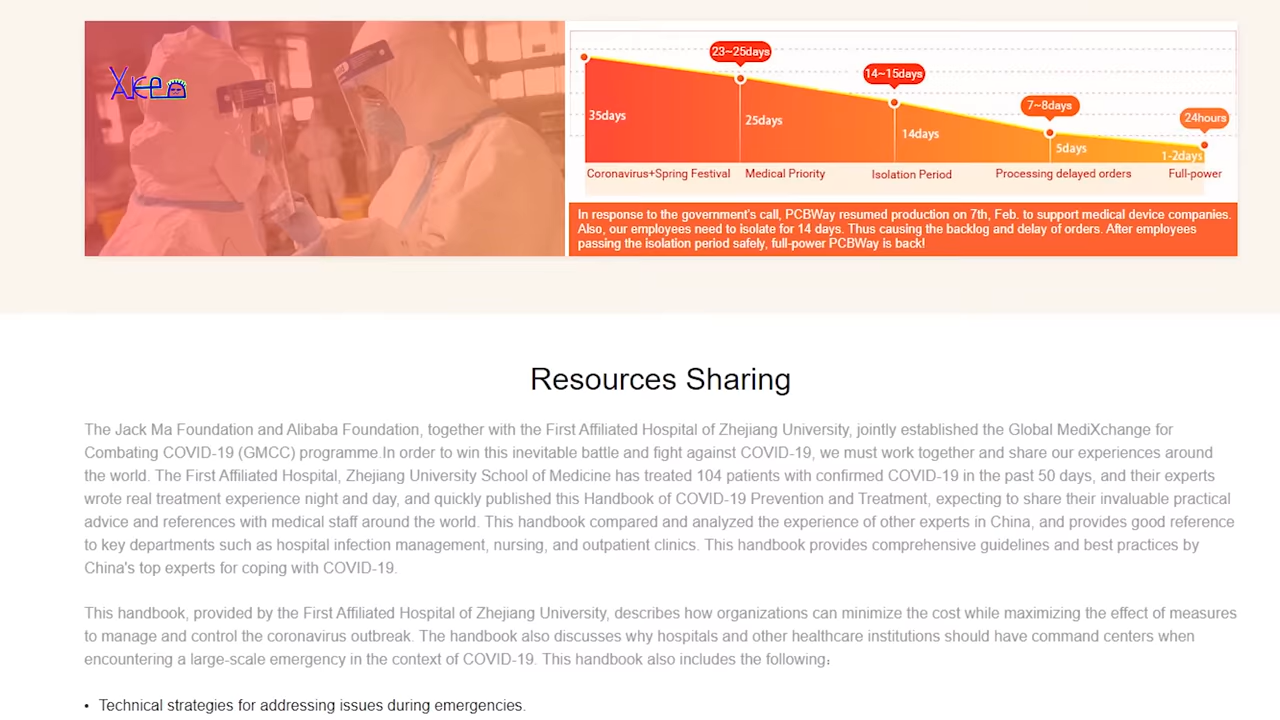 23~25days
14~15days
7~8days
24hours
35days
25days
14days
5days
1-2days
Coronavirus+Spring Festival
Medical Priority
Isolation Period
Processing delayed orders
Full-power
In response to the government's call, PCBWay resumed production on 7th, Feb. to support medical device companies.
Also, our employees need to isolate for 14 days. Thus causing the backlog and delay of orders. After employees
passing the isolation period safely, full-power PCBWay is back!
Resources Sharing
The Jack Ma Foundation and Alibaba Foundation, together with the First Affiliated Hospital of Zhejiang University, jointly established the Global MediXchange for
Combating COVID-19 (GMCC) programme.In order to win this inevitable battle and fight against COVID-19, we must work together and share our experiences around
the world. The First Affiliated Hospital, Zhejiang University School of Medicine has treated 104 patients with confirmed COVID-19 in the past 50 days, and their experts
wrote real treatment experience night and day, and quickly published this Handbook of COVID-19 Prevention and Treatment, expecting to share their invaluable practical
advice and references with medical staff around the world. This handbook compared and analyzed the experience of other experts in China, and provides good reference
to key departments such as hospital infection management, nursing, and outpatient clinics. This handbook provides comprehensive guidelines and best practices by
China's top experts for coping with COVID-19.
This handbook, provided by the First Affiliated Hospital of Zhejiang University, describes how organizations can minimize the cost while maximizing the effect of measures
to manage and control the coronavirus outbreak. The handbook also discusses why hospitals and other healthcare institutions should have command centers when
encountering a large-scale emergency in the context of COVID-19. This handbook also includes the following：
• Technical strategies for addressing issues during emergencies.